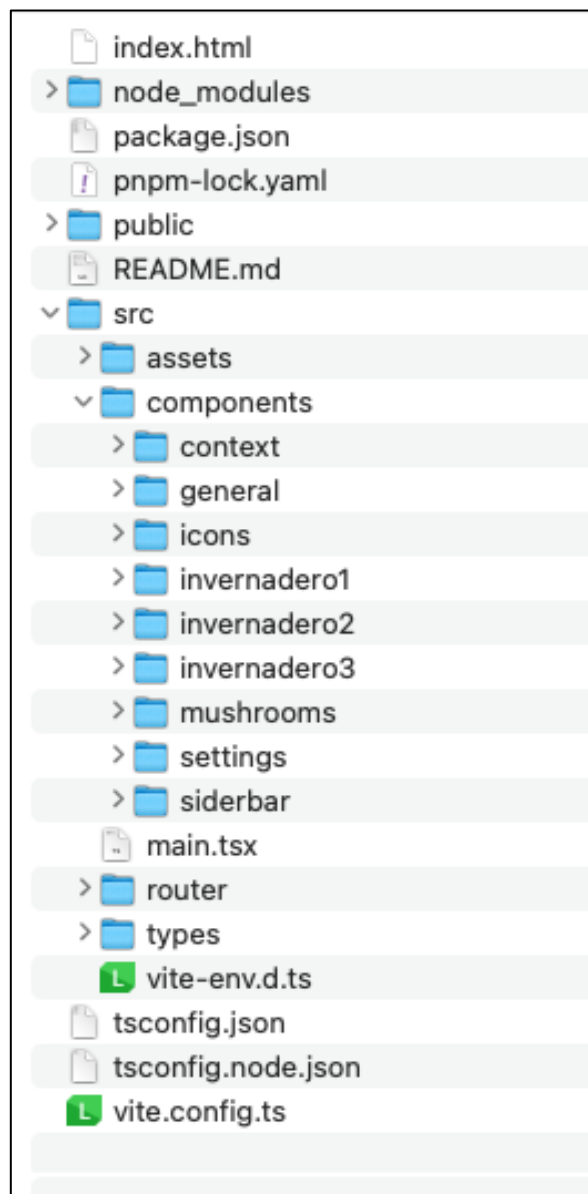 index.html
node_modules
package.json
pnpm-lock.yaml
public
README.md
src
assets
components
context
general
icons
invernadero1
invernadero2
invernadero3
mushrooms
settings
siderbar
main.tsx
router
types
vite-env.d.ts
tsconfig.json
tsconfig.node.json
vite.config.ts